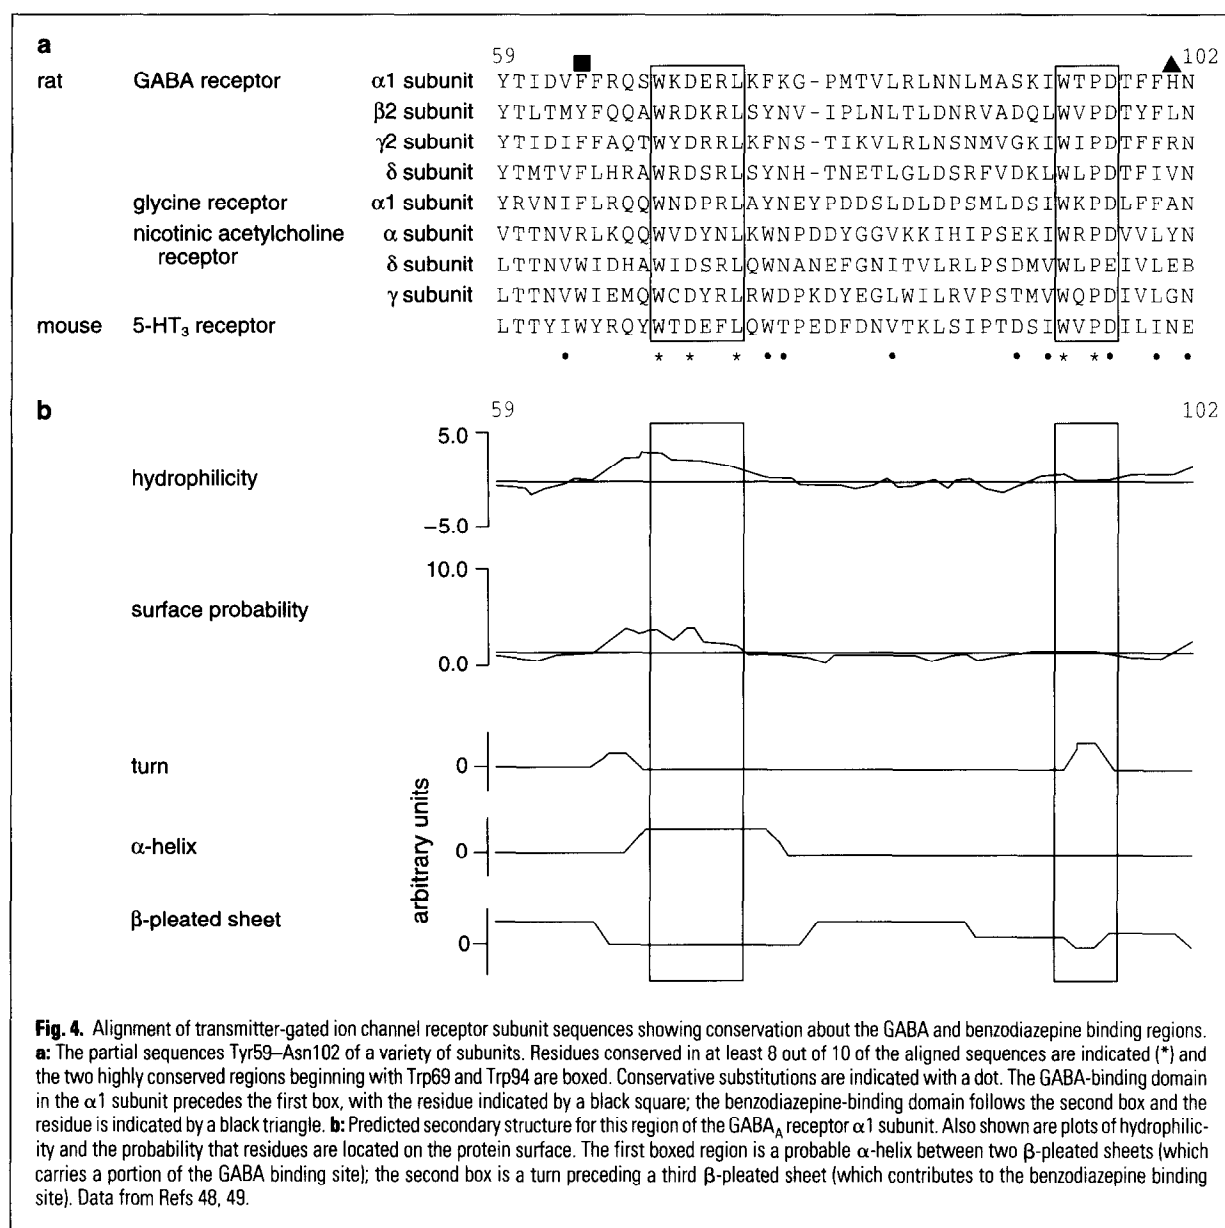 a
59 102
rat GABA receptor α1 subunit YTIDVFFRQSWKDERLKFKG-PMTVLRLNNLMASKIWTPDTFFHN
β2 subunit YTLTMYFQQAWRDKRLSYNV-IPLNLTLDNRVADQLWVPDTYFLN
γ2 subunit YTIDIFFAQTWYDRRLKFNS-TIKVLRLNSNMVGKIWIPDTFFRN
δ subunit YTMTVFLHRAWRDSRLSYNH-TNETLGLDSRFVDKLWLPDTFIVN
glycine receptor α1 subunit YRVNIFLRQQWNDPRLAYNEYPDDSLDLDPSMLDSIWKPDLFFAN
nicotinic acetylcholine α subunit VTTNVRLKQQWVDYNLKWNPDDYGGVKKIHIPSEKIWRPDVVLYN
receptor
δ subunit LTTNVWIDHAWIDSRLQWNANEFGNITVLRLPSDMVWLPEIVLEB
γ subunit LTTNVWIEMQWCDYRLRWDPKDYEGLWILRVPSTMVWQPDIVLGN
mouse 5-HT3 receptor LTTYIWYRQYWTDEFLQWTPEDFDNVTKLSIPTDSIWVPDILINE
• * * * • • • • • * * • • •
b
59 102
5.0
hydrophilicity
−5.0
10.0
surface probability
0.0
turn 0
α-helix 0
β-pleated sheet 0
arbitrary units
Fig. 4. Alignment of transmitter-gated ion channel receptor subunit sequences showing conservation about the GABA and benzodiazepine binding regions.
a: The partial sequences Tyr59–Asn102 of a variety of subunits. Residues conserved in at least 8 out of 10 of the aligned sequences are indicated (*) and
the two highly conserved regions beginning with Trp69 and Trp94 are boxed. Conservative substitutions are indicated with a dot. The GABA-binding domain
in the α1 subunit precedes the first box, with the residue indicated by a black square; the benzodiazepine-binding domain follows the second box and the
residue is indicated by a black triangle. b: Predicted secondary structure for this region of the GABAA receptor α1 subunit. Also shown are plots of hydrophilic-
ity and the probability that residues are located on the protein surface. The first boxed region is a probable α-helix between two β-pleated sheets (which
carries a portion of the GABA binding site); the second box is a turn preceding a third β-pleated sheet (which contributes to the benzodiazepine binding
site). Data from Refs 48, 49.